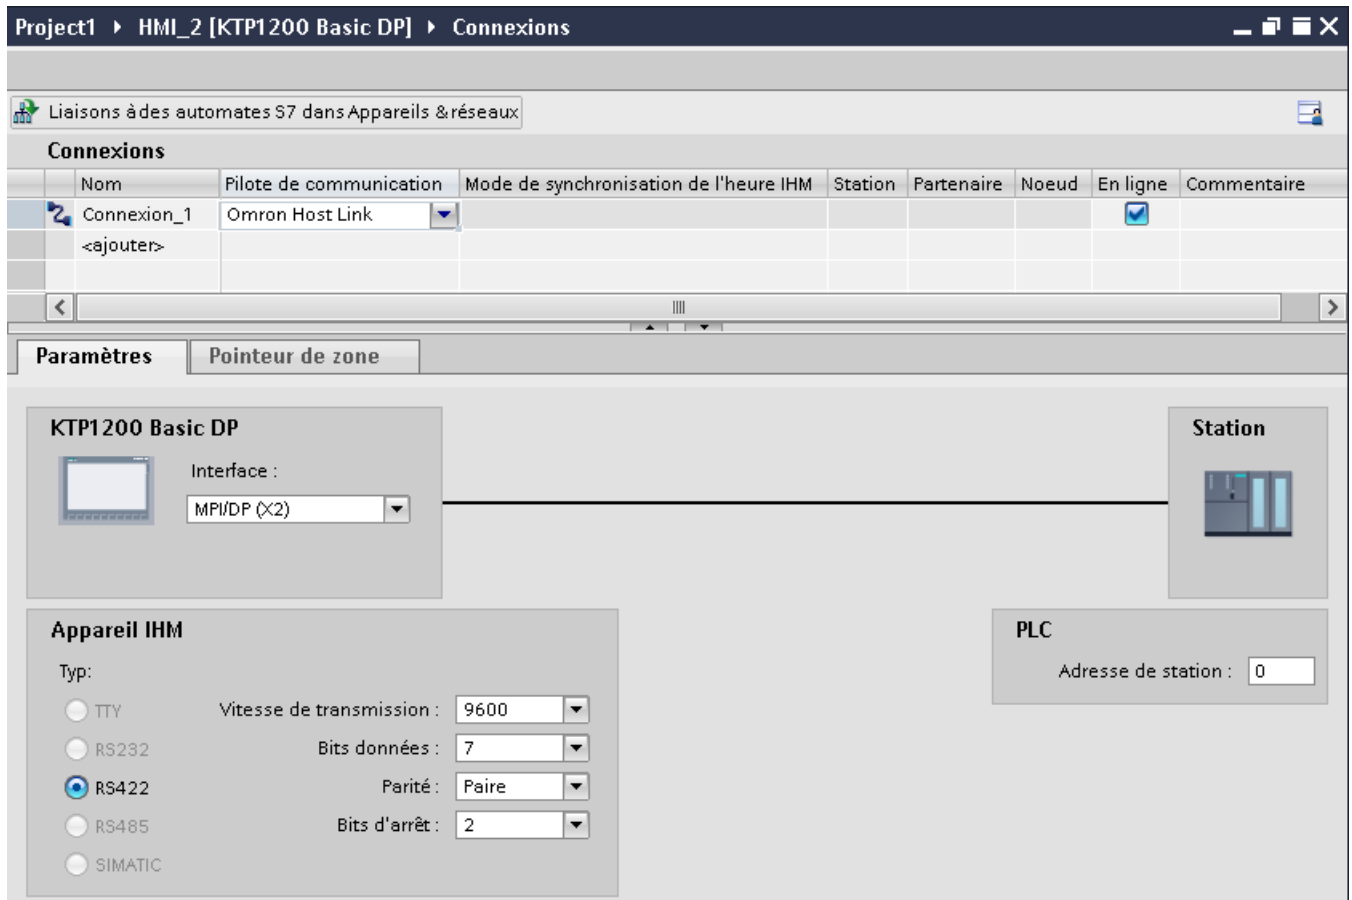 Project1 ▸ HMI_2 [KTP1200 Basic DP] ▸ Connexions
Liaisons à des automates S7 dans Appareils & réseaux
Connexions
Nom Pilote de communication Mode de synchronisation de l'heure IHM Station Partenaire Noeud En ligne Commentaire
Connexion_1 Omron Host Link
<ajouter>
Paramètres Pointeur de zone
KTP1200 Basic DP Station
Interface :
MPI/DP (X2)
Appareil IHM PLC
Typ: Adresse de station : 0
TTY Vitesse de transmission : 9600
RS232 Bits données : 7
RS422 Parité : Paire
RS485 Bits d'arrêt : 2
SIMATIC